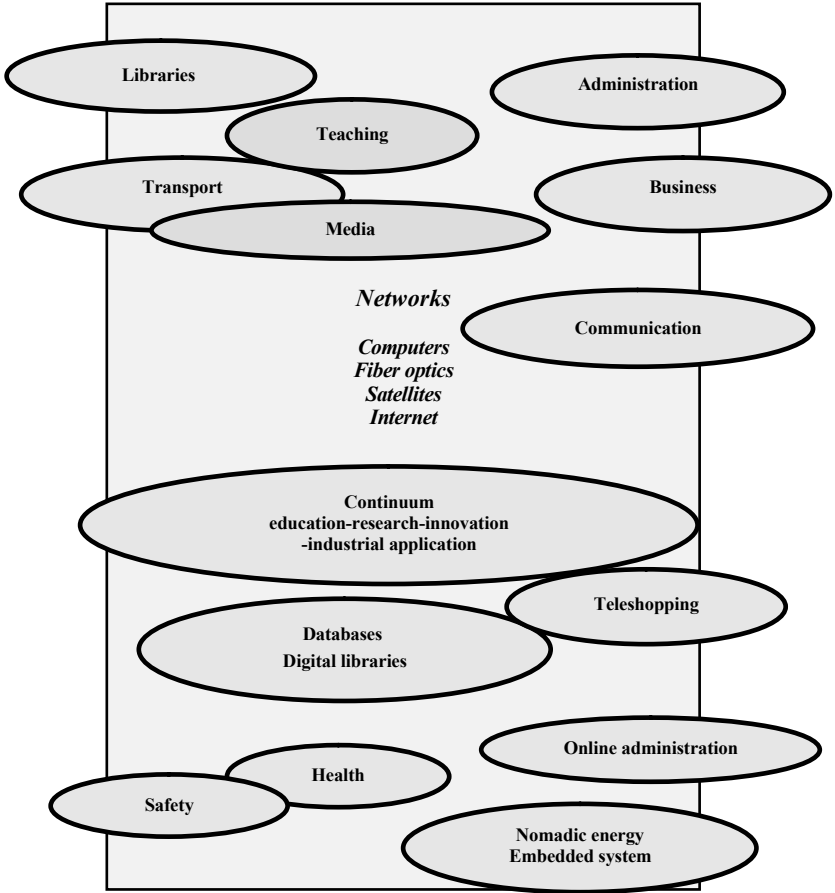 Libraries
Administration
Teaching
Transport
Business
Media
Networks
Communication
Computers
Fiber optics
Satellites
Internet
Continuum
education-research-innovation
-industrial application
Teleshopping
Databases
Digital libraries
Online administration
Health
Safety
Nomadic energy
Embedded system